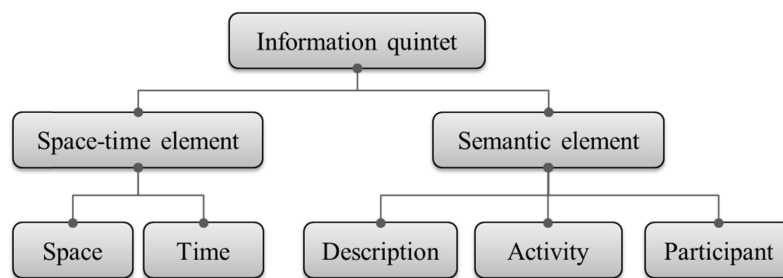 Information quintet
Space-time element
Semantic element
Space
Time
Description
Activity
Participant